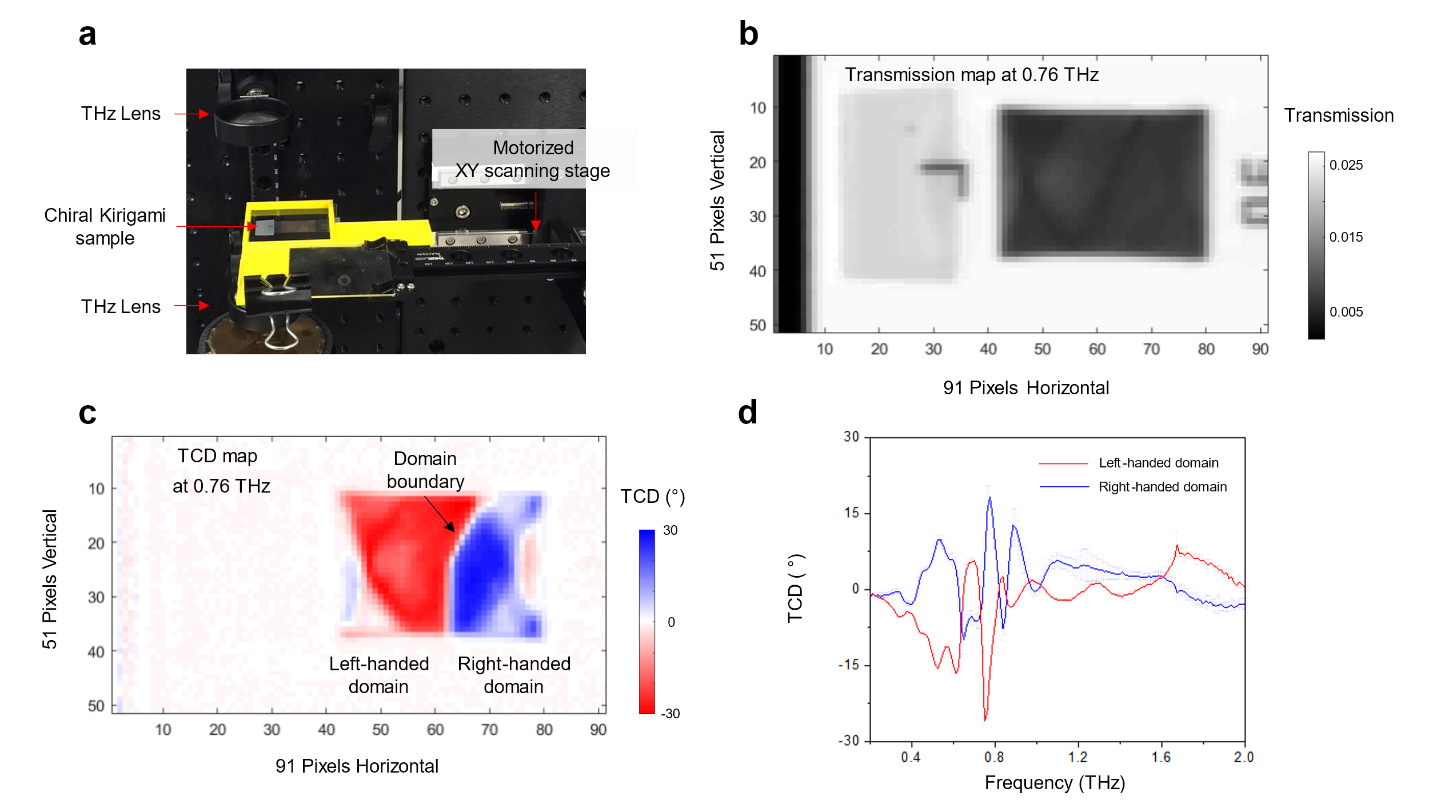 a
THz Lens
Motorized
XY scanning stage
Chiral Kirigami
sample
THz Lens
b
Transmission map at 0.76 THz
51 Pixels Vertical
10
20
30
40
50
10
20
30
40
50
60
70
80
90
91 Pixels Horizontal
Transmission
0.025
0.015
0.005
c
TCD map
at 0.76 THz
Domain
boundary
51 Pixels Vertical
10
20
30
40
50
Left-handed
domain
Right-handed
domain
10
20
30
40
50
60
70
80
90
91 Pixels Horizontal
TCD (°)
30
0
-30
d
Left-handed domain
Right-handed domain
TCD ( °)
30
15
0
-15
-30
0.4
0.8
1.2
1.6
2.0
Frequency (THz)